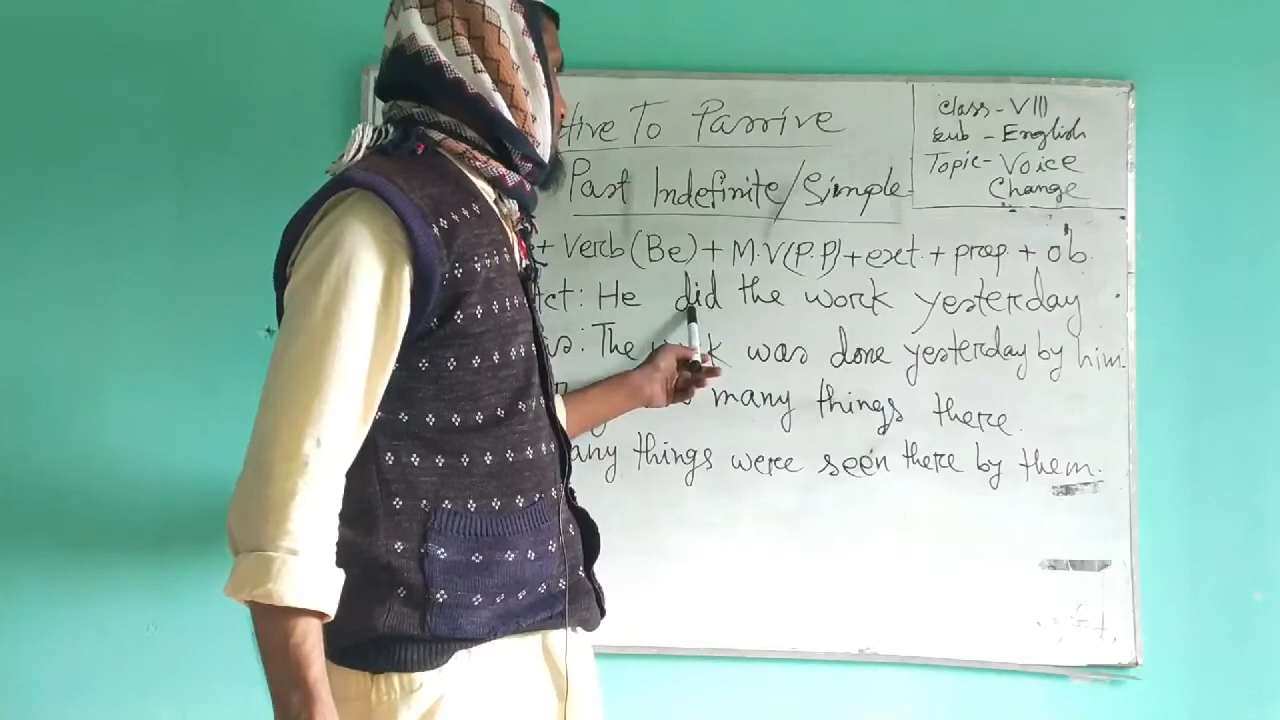 tive To Passive
Past Indefinite/Simple
Class-VIII
Sub - English
Topic-Voice
Change
+ Verb (Be) + M.V(P.P) + ext. + prep + ob
Act: He did the work yesterday
The was done yesterday by him.
many things there.
any things were seen there by them.